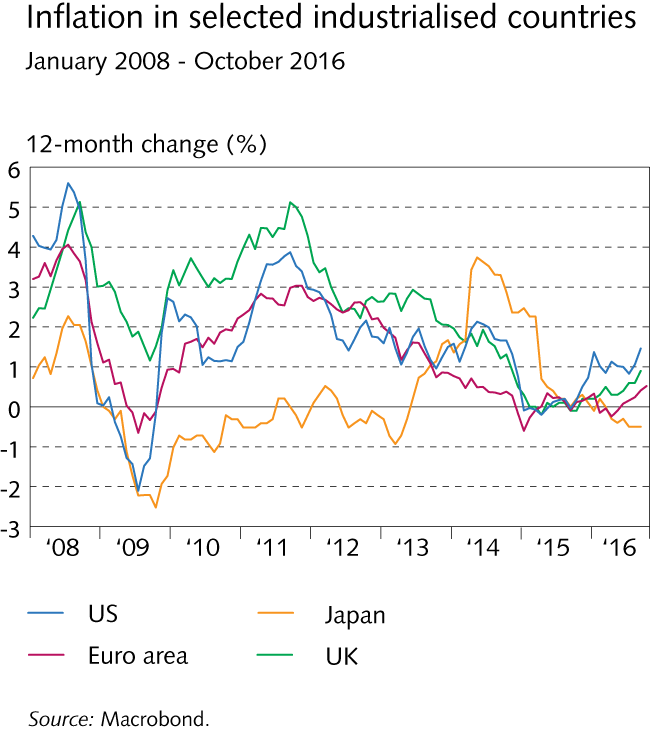 Inflation in selected industrialised countries
January 2008 - October 2016
12-month change (%)
6
5
4
3
2
1
0
-1
-2
-3
‘08 ‘09 ‘10 ‘11 ‘12 ‘13 ‘14 ‘15 ‘16
US Japan
Euro area UK
Source: Macrobond.